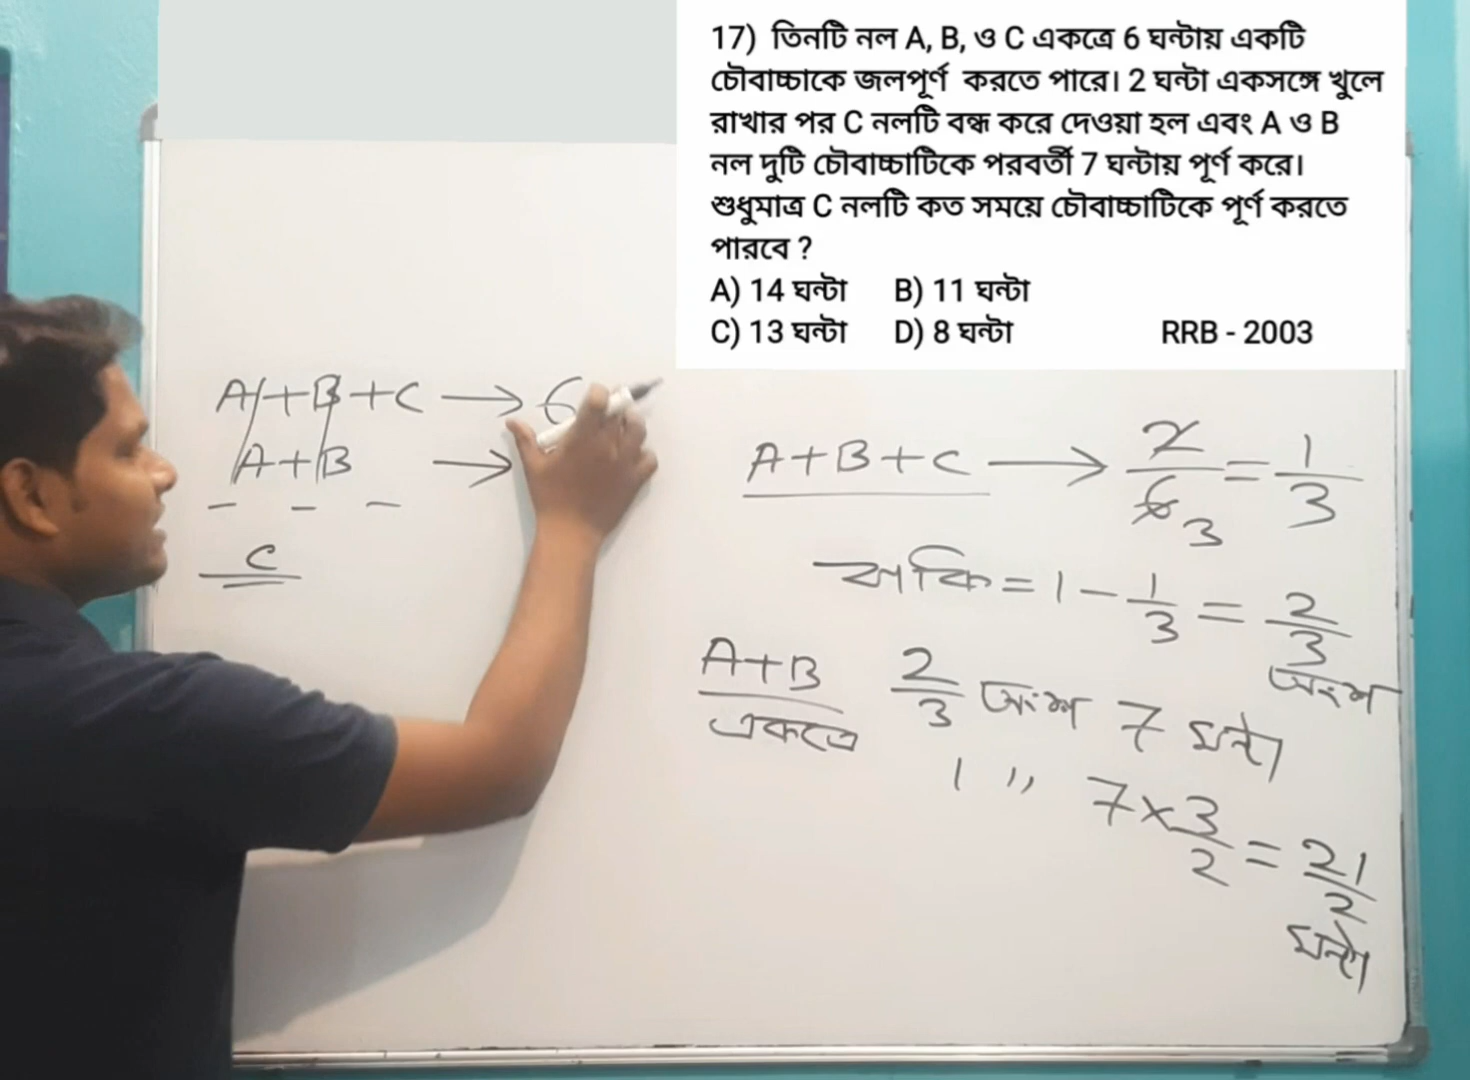 17) তিনটি নল A, B, ও C একত্রে 6 ঘন্টায় একটি
চৌবাচ্চাকে জলপূর্ণ করতে পারে। 2 ঘন্টা একসঙ্গে খুলে
রাখার পর C নলটি বন্ধ করে দেওয়া হল এবং A ও B
নল দুটি চৌবাচ্চাটিকে পরবর্তী 7 ঘন্টায় পূর্ণ করে।
শুধুমাত্র C নলটি কত সময়ে চৌবাচ্চাটিকে পূর্ণ করতে
পারবে ?
A) 14 ঘন্টা B) 11 ঘন্টা
C) 13 ঘন্টা D) 8 ঘন্টা RRB - 2003
A+B+C → 6
A+B →
- - -
C
A+B+C → 2/6 3 = 1/3
বাকি = 1 - 1/3 = 2/3
অংশ
A+B 2/3 অংশ 7 ঘন্টা
একত্রে
1 " 7×3/2 = 21/2
ঘন্টা